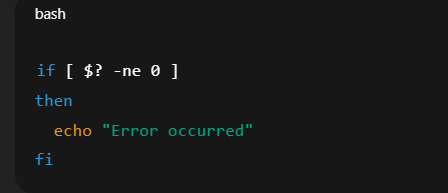 bash
if [ $? -ne 0 ]
then
  echo "Error occurred"
fi